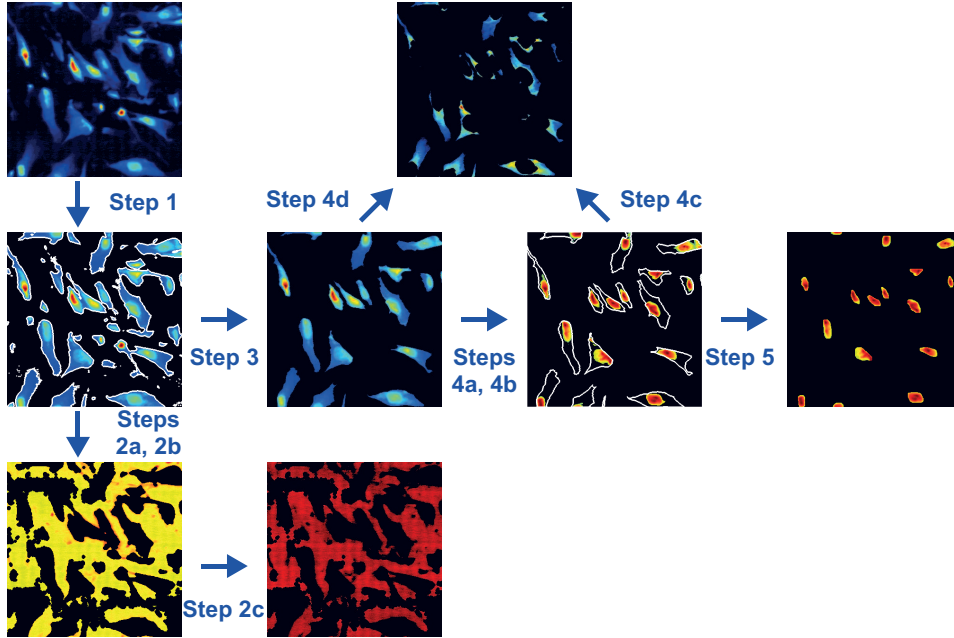 Step 1
Step 4d
Step 4c
Step 3
Steps
4a, 4b
Step 5
Steps
2a, 2b
Step 2c